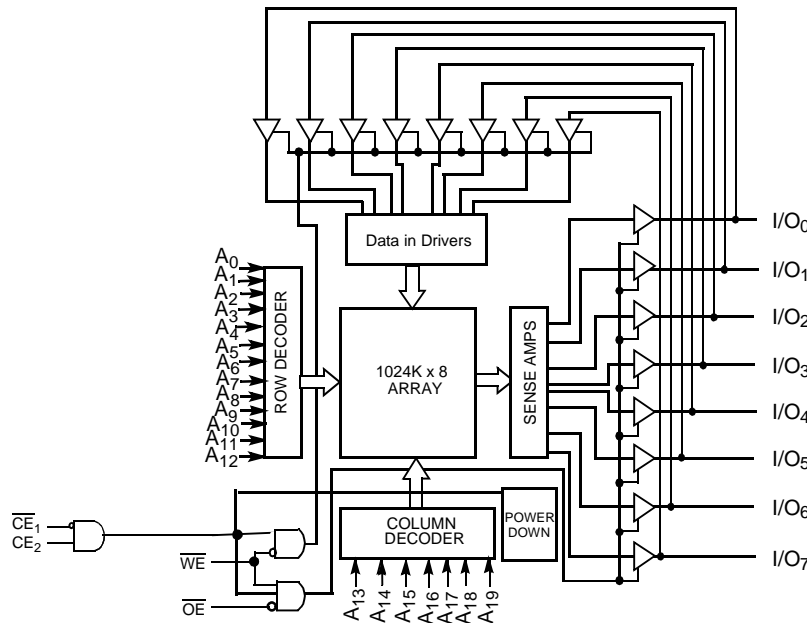 Data in Drivers
A0
A1
A2
A3
A4
A5
A6
A7
A8
A9
A10
A11
A12
ROW DECODER
1024K x 8
ARRAY
SENSE AMPS
I/O0
I/O1
I/O2
I/O3
I/O4
I/O5
I/O6
I/O7
COLUMN
DECODER
POWER
DOWN
CE1
CE2
WE
OE
A13
A14
A15
A16
A17
A18
A19